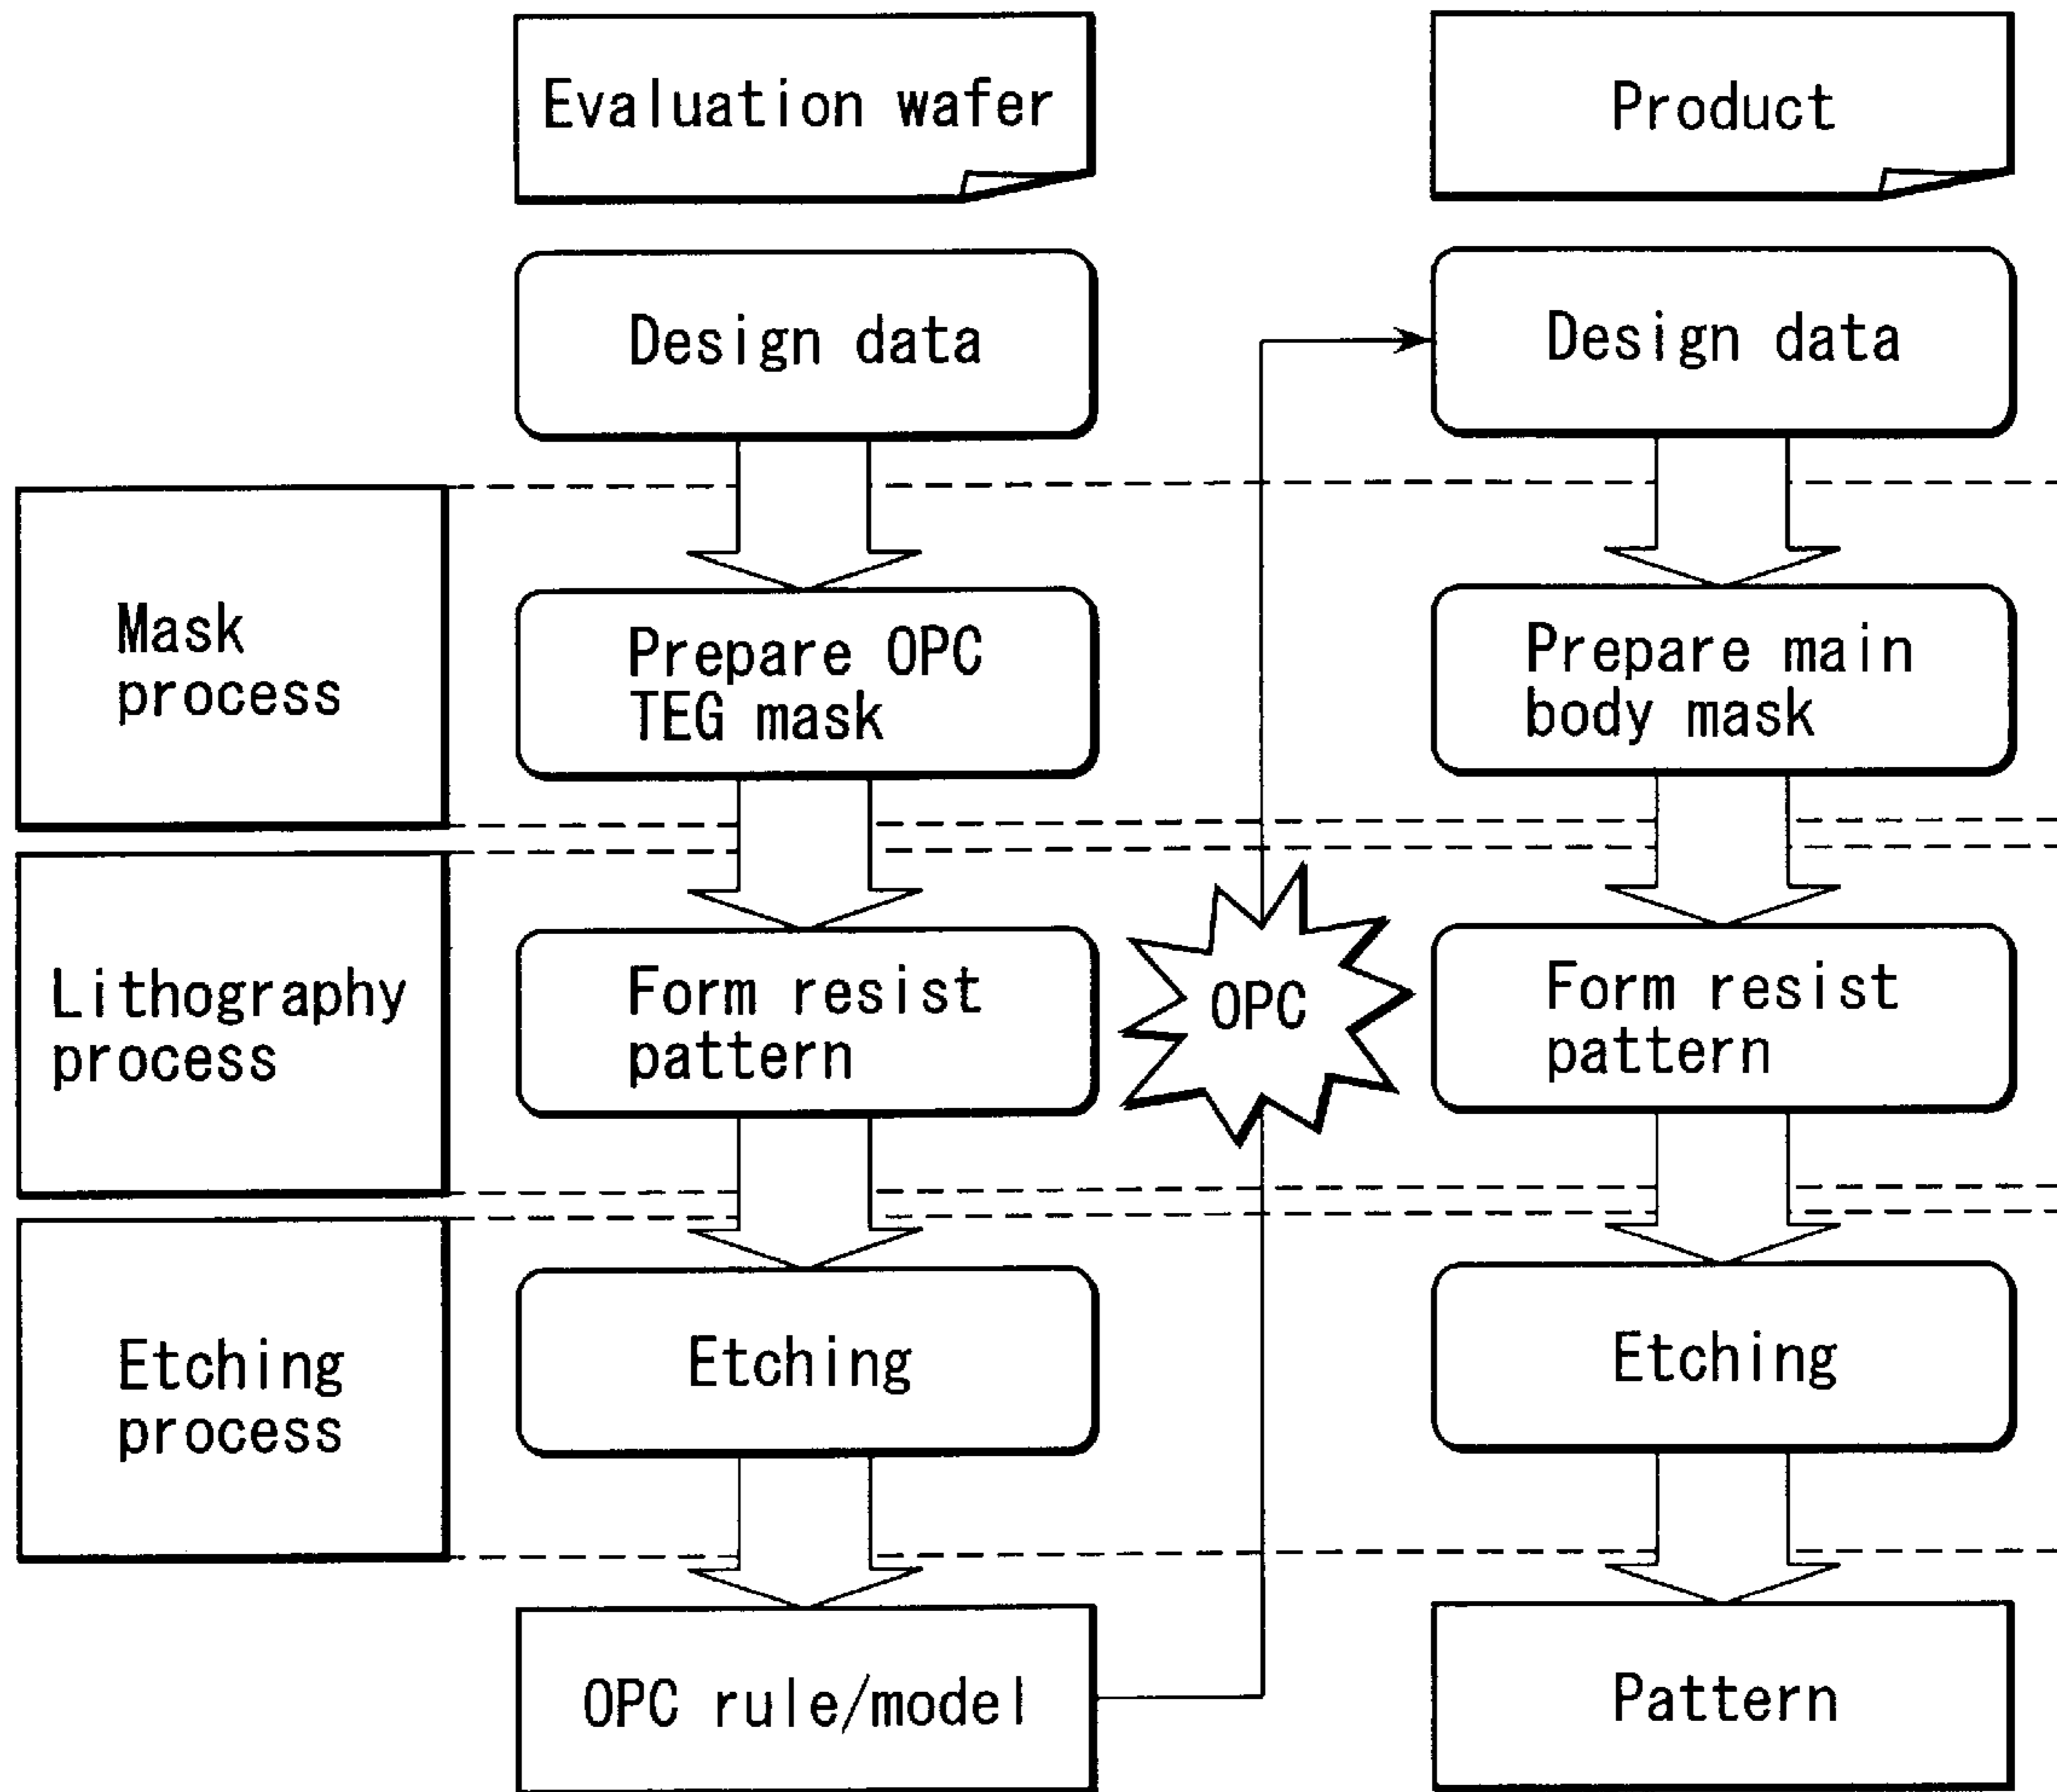 Evaluation wafer
Product
Design data
Design data
Mask
process
Prepare OPC
TEG mask
Prepare main
body mask
Lithography
process
Form resist
pattern
OPC
Form resist
pattern
Etching
process
Etching
Etching
OPC rule/model
Pattern